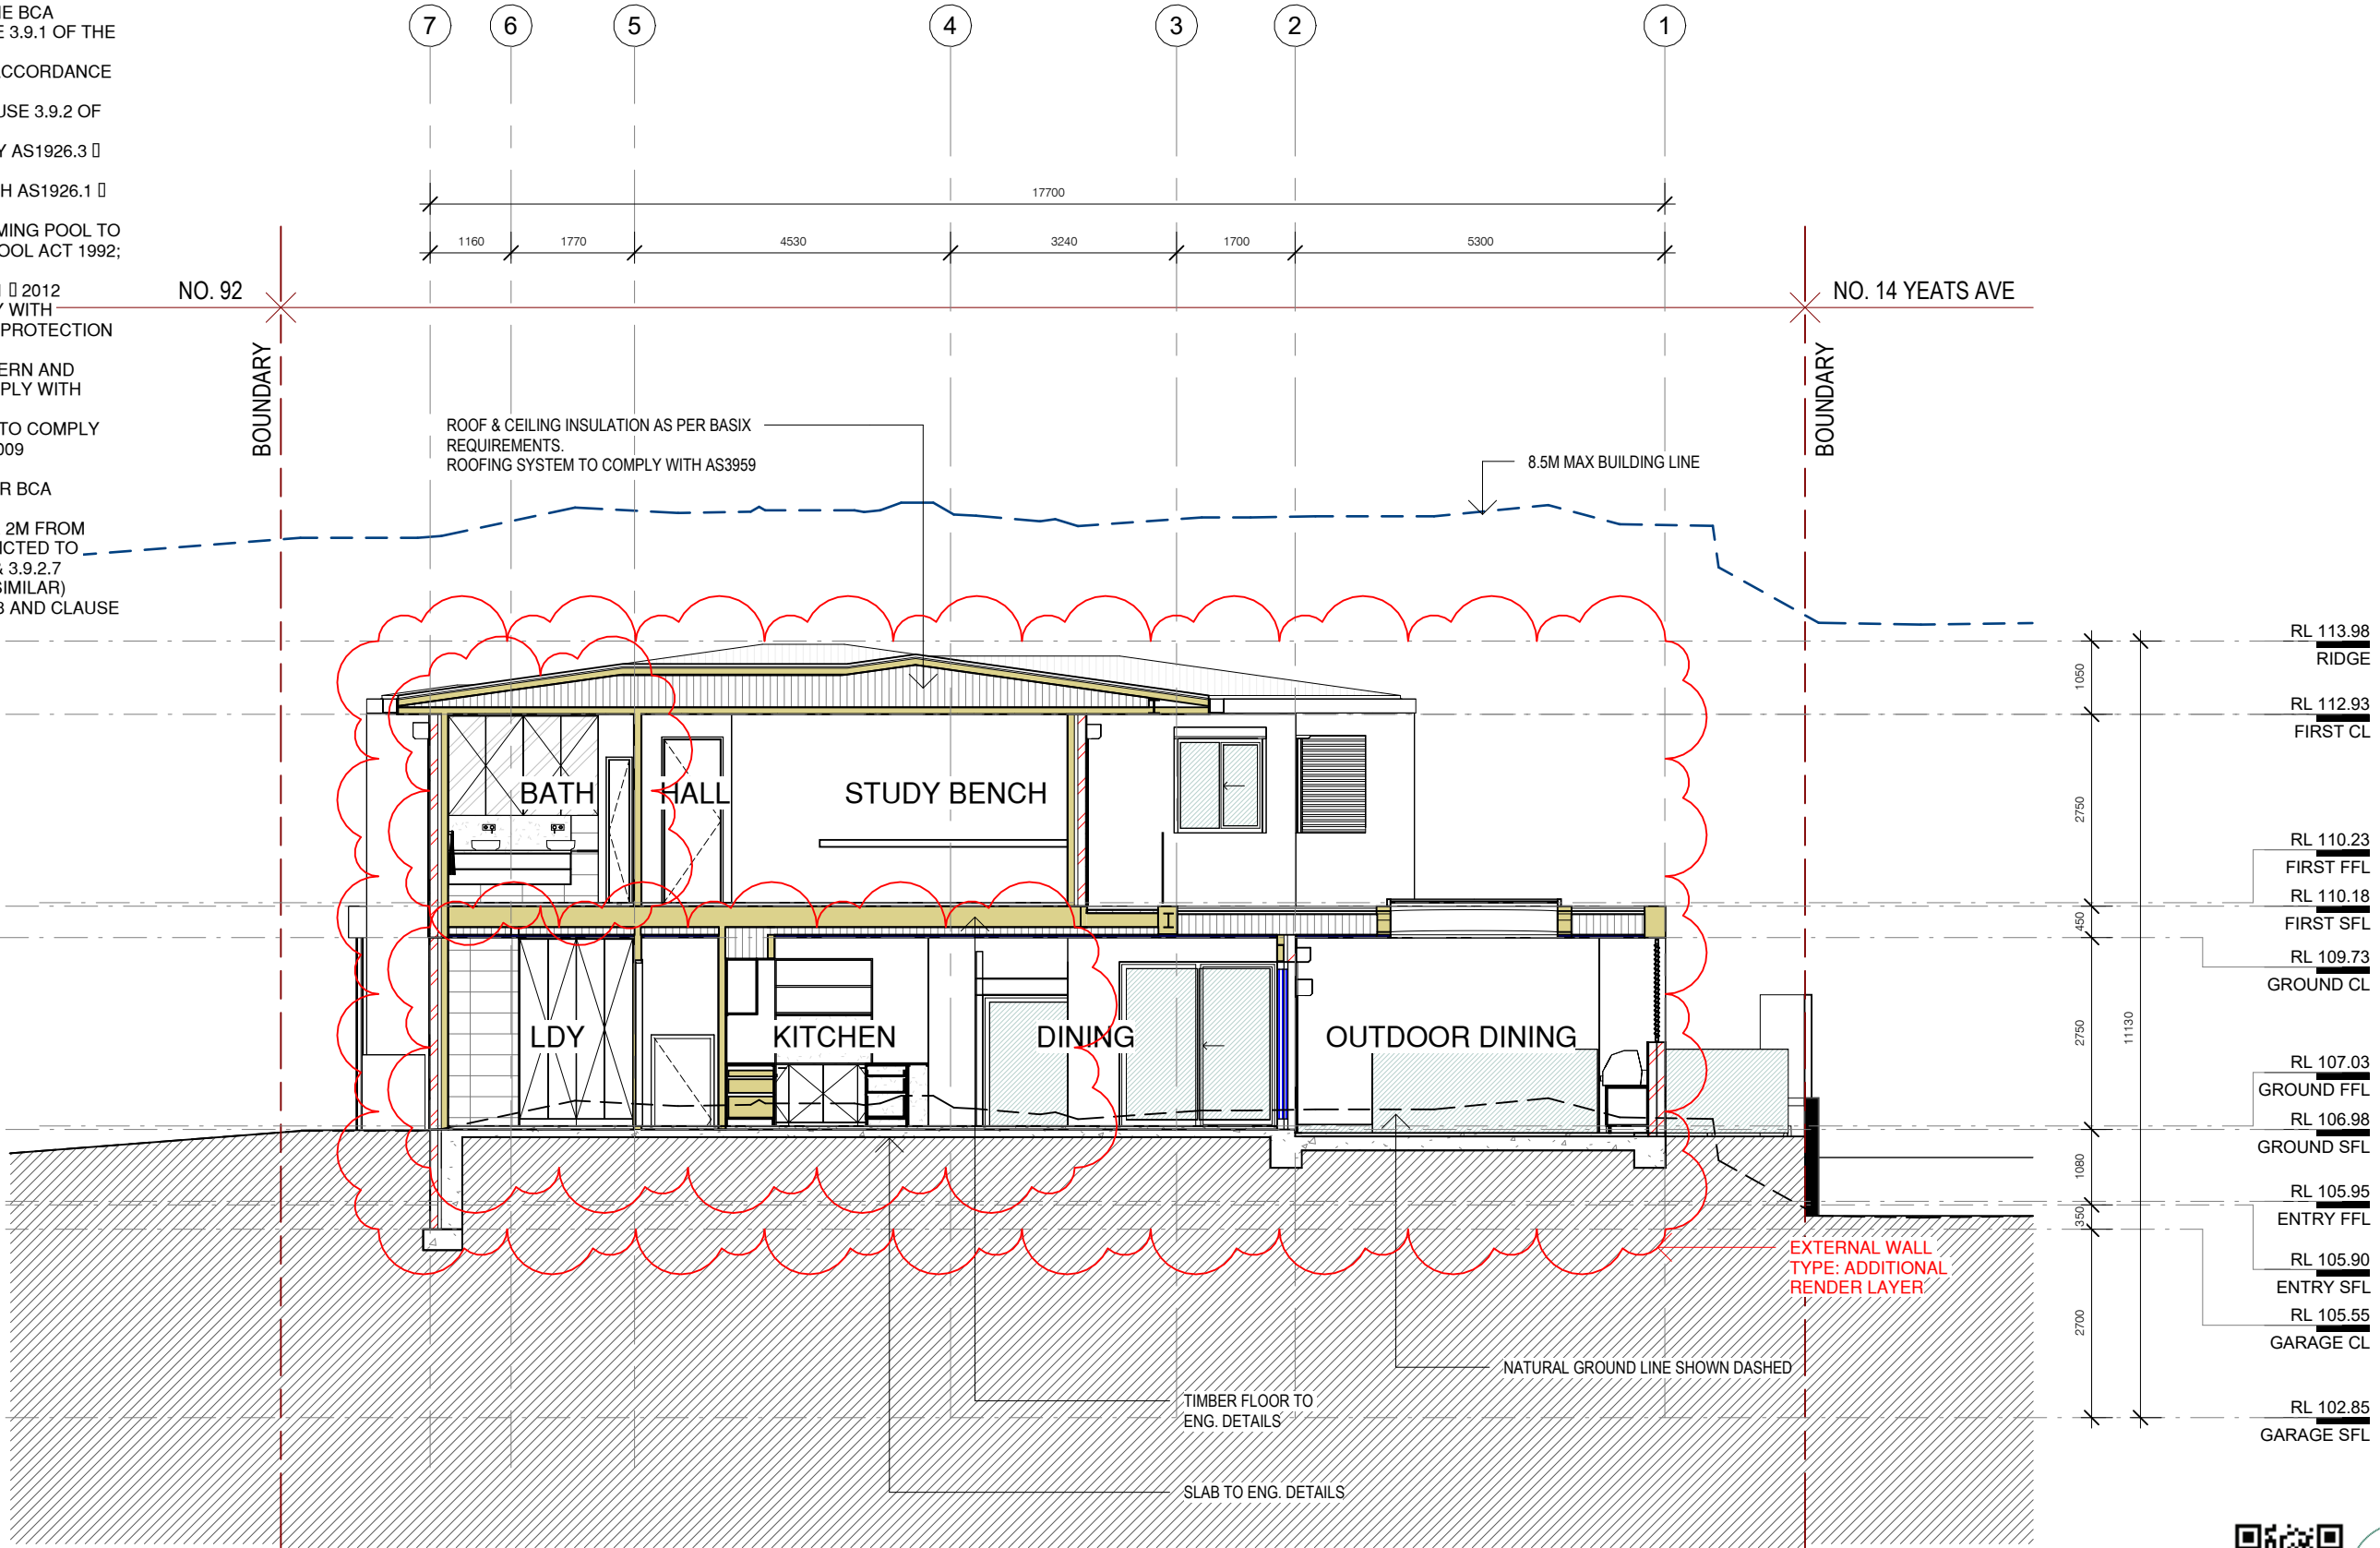 HE BCA
E 3.9.1 OF THE
ACCORDANCE
USE 3.9.2 OF
Y AS1926.3
H AS1926.1
MING POOL TO
OOL ACT 1992;
2012
Y WITH
PROTECTION
ERN AND
PLY WITH
TO COMPLY
009
R BCA
2M FROM
ICTED TO
& 3.9.2.7
SIMILAR)
3 AND CLAUSE
7
6
5
4
3
2
1
17700
1160
1770
4530
3240
1700
5300
NO. 92
NO. 14 YEATS AVE
BOUNDARY
BOUNDARY
ROOF & CEILING INSULATION AS PER BASIX
REQUIREMENTS.
ROOFING SYSTEM TO COMPLY WITH AS3959
8.5M MAX BUILDING LINE
BATH
HALL
STUDY BENCH
LDY
KITCHEN
DINING
OUTDOOR DINING
EXTERNAL WALL
TYPE: ADDITIONAL
RENDER LAYER
NATURAL GROUND LINE SHOWN DASHED
TIMBER FLOOR TO
ENG. DETAILS
SLAB TO ENG. DETAILS
1050
2750
450
2750
1080
350
2700
11130
RL 113.98
RIDGE
RL 112.93
FIRST CL
RL 110.23
FIRST FFL
RL 110.18
FIRST SFL
RL 109.73
GROUND CL
RL 107.03
GROUND FFL
RL 106.98
GROUND SFL
RL 105.95
ENTRY FFL
RL 105.90
ENTRY SFL
RL 105.55
GARAGE CL
RL 102.85
GARAGE SFL